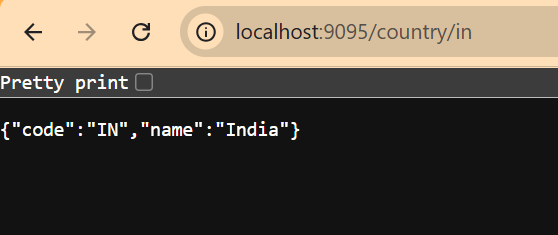 localhost:9095/country/in
Pretty print
{"code":"IN","name":"India"}